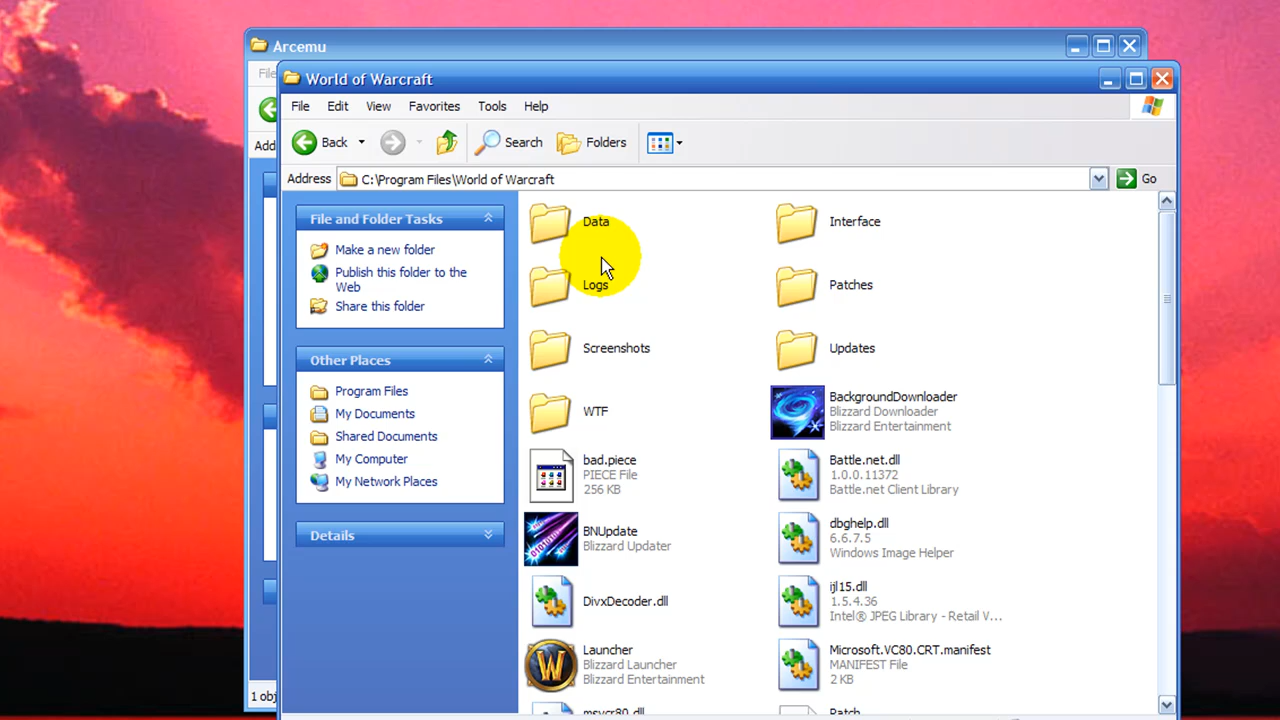 Arcemu
File
World of Warcraft
File Edit View Favorites Tools Help
Back Search Folders
Add
Address C:\Program Files\World of Warcraft Go
File and Folder Tasks
Make a new folder
Publish this folder to the
Web
Share this folder
Other Places
Program Files
My Documents
Shared Documents
My Computer
My Network Places
Details
Data
Interface
Logs
Patches
Screenshots
Updates
WTF
BackgroundDownloader
Blizzard Downloader
Blizzard Entertainment
bad.piece
PIECE File
256 KB
Battle.net.dll
1.0.0.11372
Battle.net Client Library
BNUpdate
Blizzard Updater
dbghelp.dll
6.6.7.5
Windows Image Helper
DivxDecoder.dll
ijl15.dll
1.5.4.36
Intel® JPEG Library - Retail V...
Launcher
Blizzard Launcher
Blizzard Entertainment
Microsoft.VC80.CRT.manifest
MANIFEST File
2 KB
msvcr80.dll
Patch
1 obj